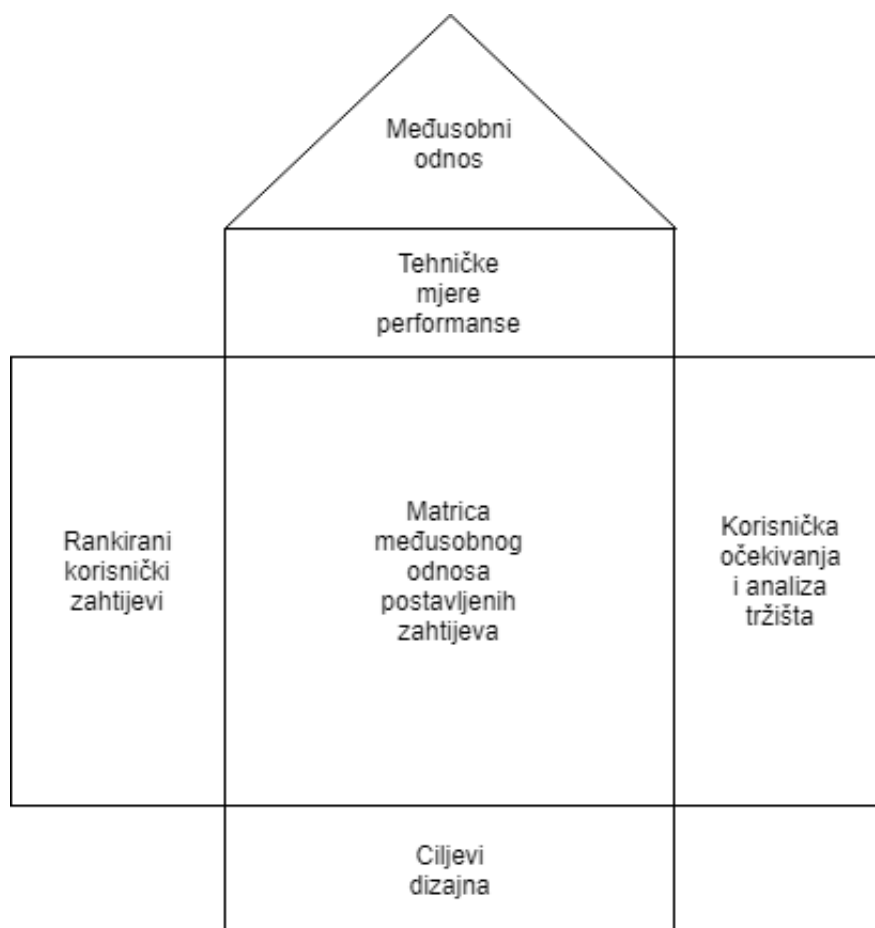 Međusobni
odnos
Tehničke
mjere
performanse
Rankirani
korisnički
zahtijevi
Matrica
međusobnog
odnosa
postavljenih
zahtijeva
Korisnička
očekivanja
i analiza
tržišta
Ciljevi
dizajna